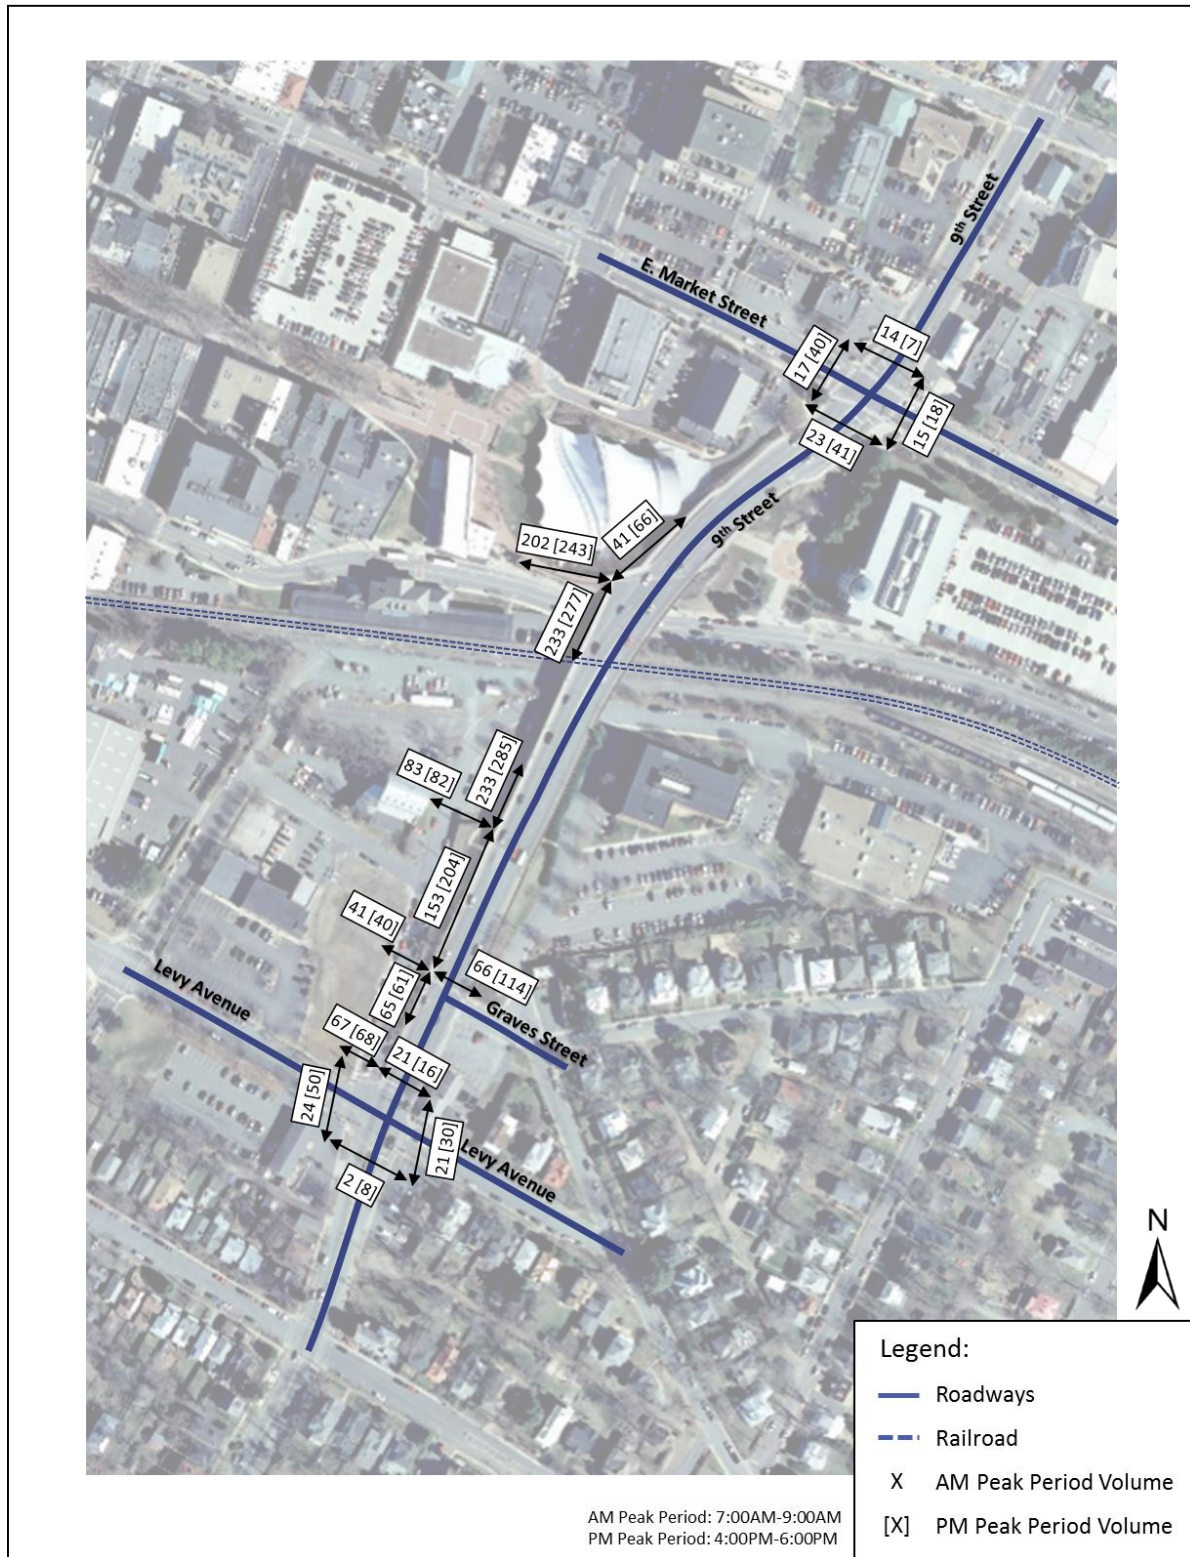 9th Street
E. Market Street
14 [7]
17 [40]
15 [18]
23 [41]
9th Street
41 [66]
202 [243]
233 [277]
233 [285]
83 [82]
153 [204]
41 [40]
66 [114]
65 [61]
Graves Street
Levy Avenue
67 [68]
21 [16]
24 [50]
21 [30]
Levy Avenue
2 [8]
N
Legend:
Roadways
Railroad
X AM Peak Period Volume
[X] PM Peak Period Volume
AM Peak Period: 7:00AM-9:00AM
PM Peak Period: 4:00PM-6:00PM